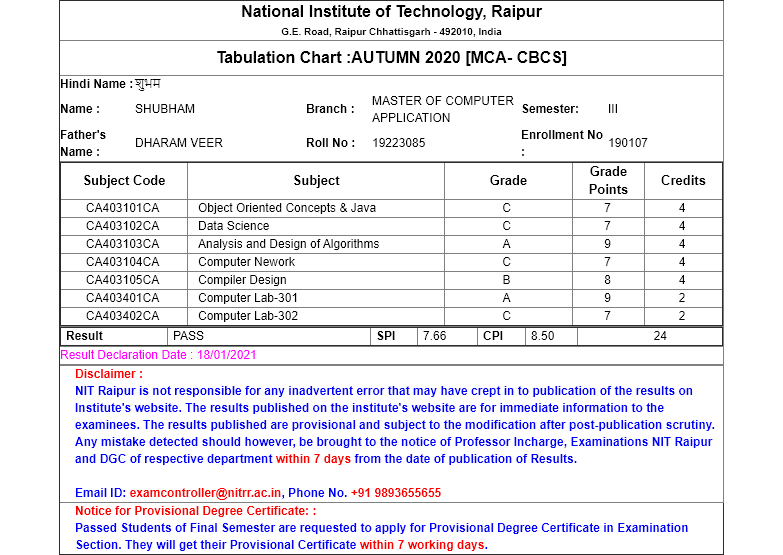 National Institute of Technology, Raipur
G.E. Road, Raipur Chhattisgarh - 492010, India
Tabulation Chart :AUTUMN 2020 [MCA- CBCS]
Hindi Name : शुभम
Name : SHUBHAM Branch : MASTER OF COMPUTER APPLICATION Semester: III
Father's Name : DHARAM VEER Roll No : 19223085 Enrollment No : 190107
Subject Code Subject Grade Grade Points Credits
CA403101CA Object Oriented Concepts & Java C 7 4
CA403102CA Data Science C 7 4
CA403103CA Analysis and Design of Algorithms A 9 4
CA403104CA Computer Nework C 7 4
CA403105CA Compiler Design B 8 4
CA403401CA Computer Lab-301 A 9 2
CA403402CA Computer Lab-302 C 7 2
Result PASS SPI 7.66 CPI 8.50 24
Result Declaration Date : 18/01/2021
Disclaimer :
NIT Raipur is not responsible for any inadvertent error that may have crept in to publication of the results on
Institute's website. The results published on the institute's website are for immediate information to the
examinees. The results published are provisional and subject to the modification after post-publication scrutiny.
Any mistake detected should however, be brought to the notice of Professor Incharge, Examinations NIT Raipur
and DGC of respective department within 7 days from the date of publication of Results.
Email ID: examcontroller@nitrr.ac.in, Phone No. +91 9893655655
Notice for Provisional Degree Certificate: :
Passed Students of Final Semester are requested to apply for Provisional Degree Certificate in Examination
Section. They will get their Provisional Certificate within 7 working days.